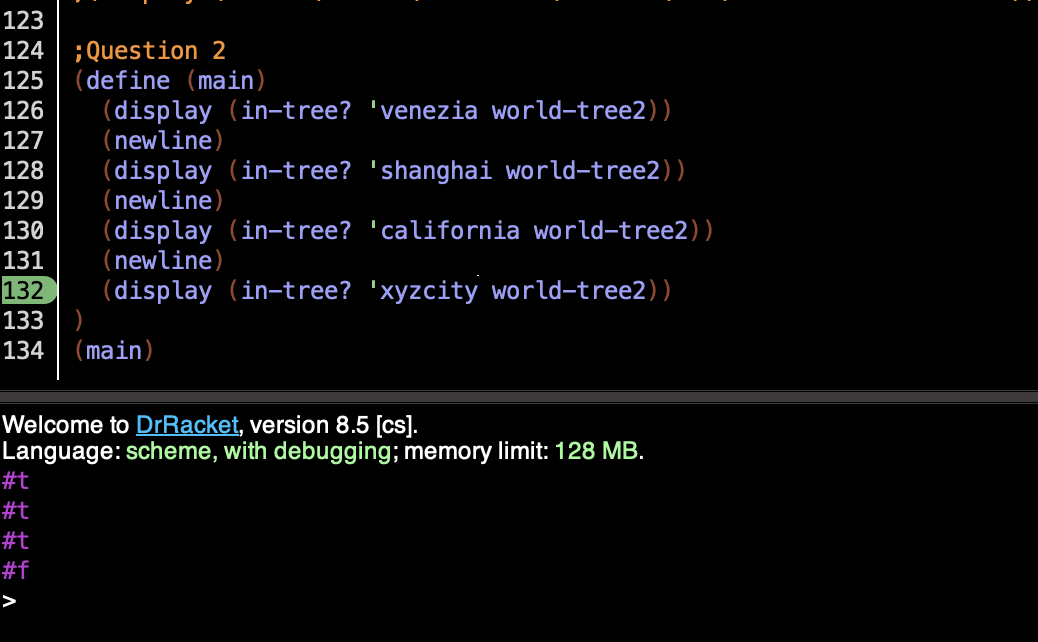 123
124 ;Question 2
125 (define (main)
126   (display (in-tree? 'venezia world-tree2))
127   (newline)
128   (display (in-tree? 'shanghai world-tree2))
129   (newline)
130   (display (in-tree? 'california world-tree2))
131   (newline)
132   (display (in-tree? 'xyzcity world-tree2))
133 )
134 (main)
Welcome to DrRacket, version 8.5 [cs].
Language: scheme, with debugging; memory limit: 128 MB.
#t
#t
#t
#f
>